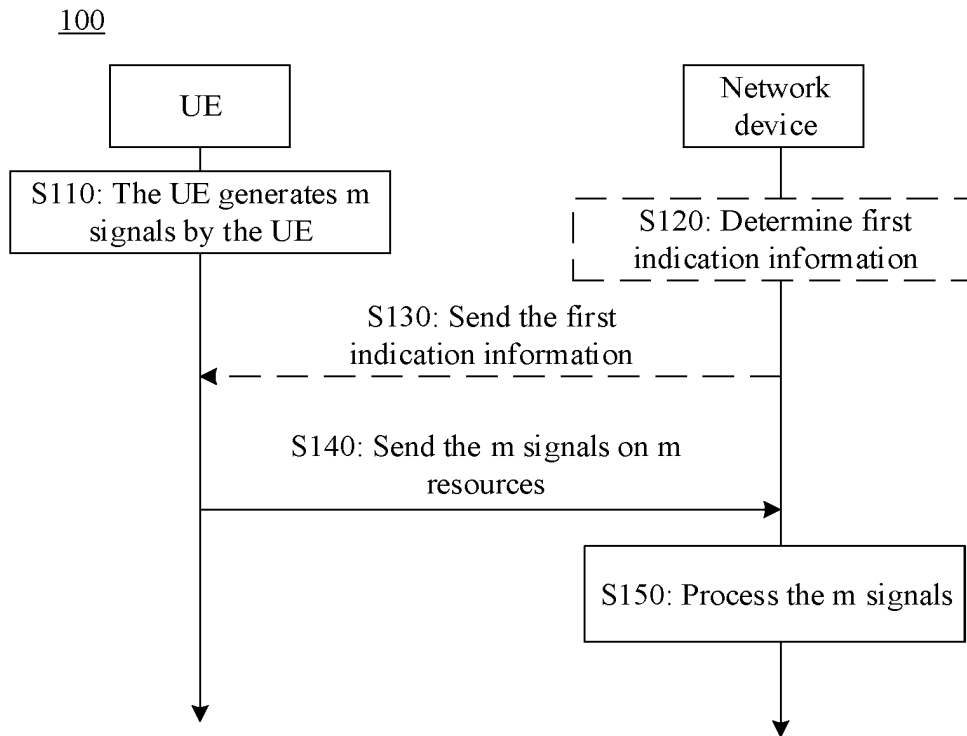 100
UE
Network
device
S110: The UE generates m
signals by the UE
S120: Determine first
indication information
S130: Send the first
indication information
S140: Send the m signals on m
resources
S150: Process the m signals